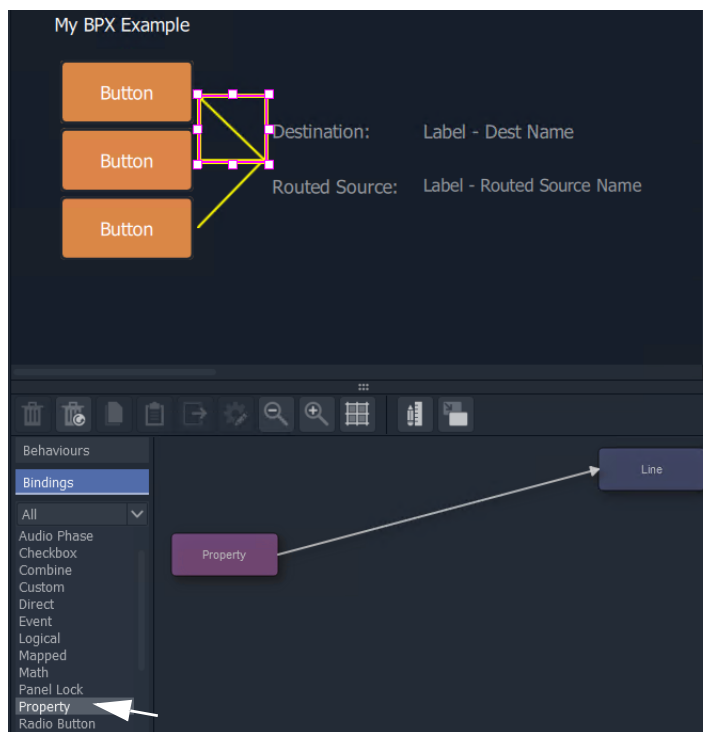 My BPX Example
Button
Button
Button
Destination: Label - Dest Name
Routed Source: Label - Routed Source Name
Behaviours
Bindings
All
Audio Phase
Checkbox
Combine
Custom
Direct
Event
Logical
Mapped
Math
Panel Lock
Property
Radio Button
Property
Line